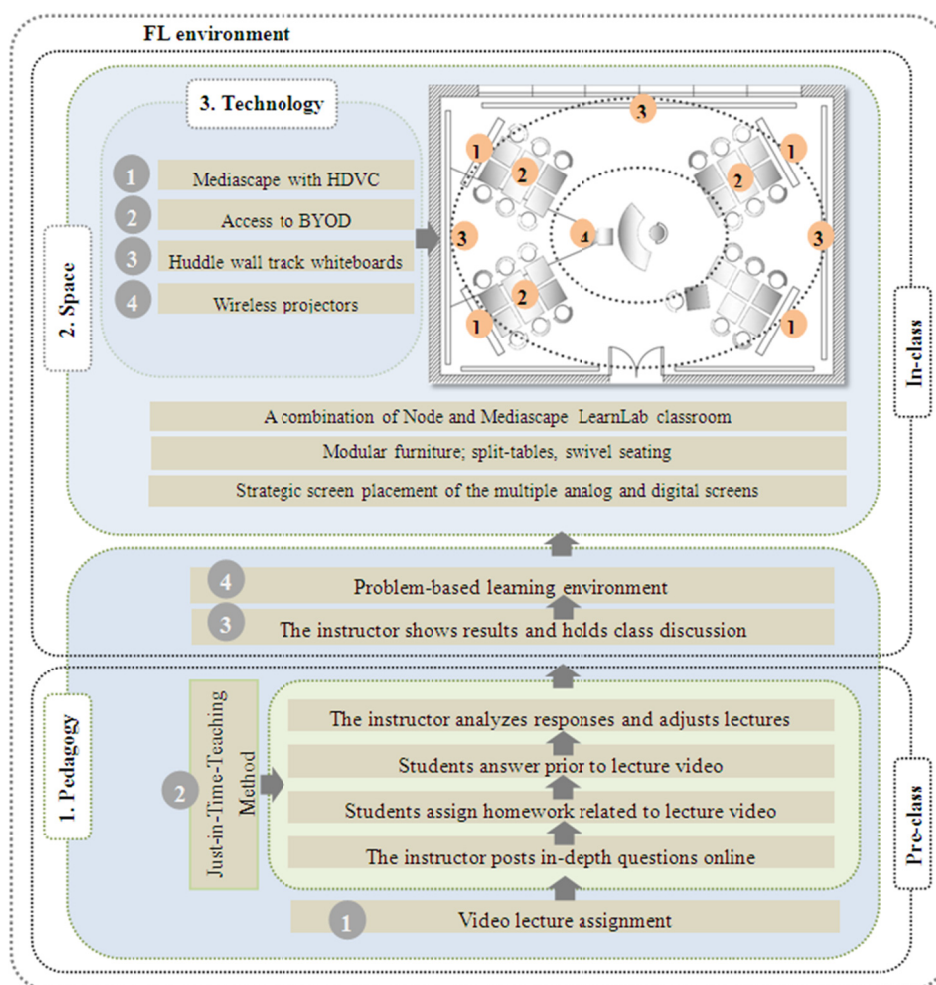 FL environment
3. Technology
1 Mediascape with HDVC
2 Access to BYOD
3 Huddle wall track whiteboards
4 Wireless projectors
3
1
1
2
2
3
4
3
2
1
1
2. Space
In-class
A combination of Node and Mediascape LearnLab classroom
Modular furniture; split-tables, swivel seating
Strategic screen placement of the multiple analog and digital screens
4 Problem-based learning environment
3 The instructor shows results and holds class discussion
1. Pedagogy
Pre-class
2 Just-in-Time-Teaching
Method
The instructor analyzes responses and adjusts lectures
Students answer prior to lecture video
Students assign homework related to lecture video
The instructor posts in-depth questions online
1 Video lecture assignment